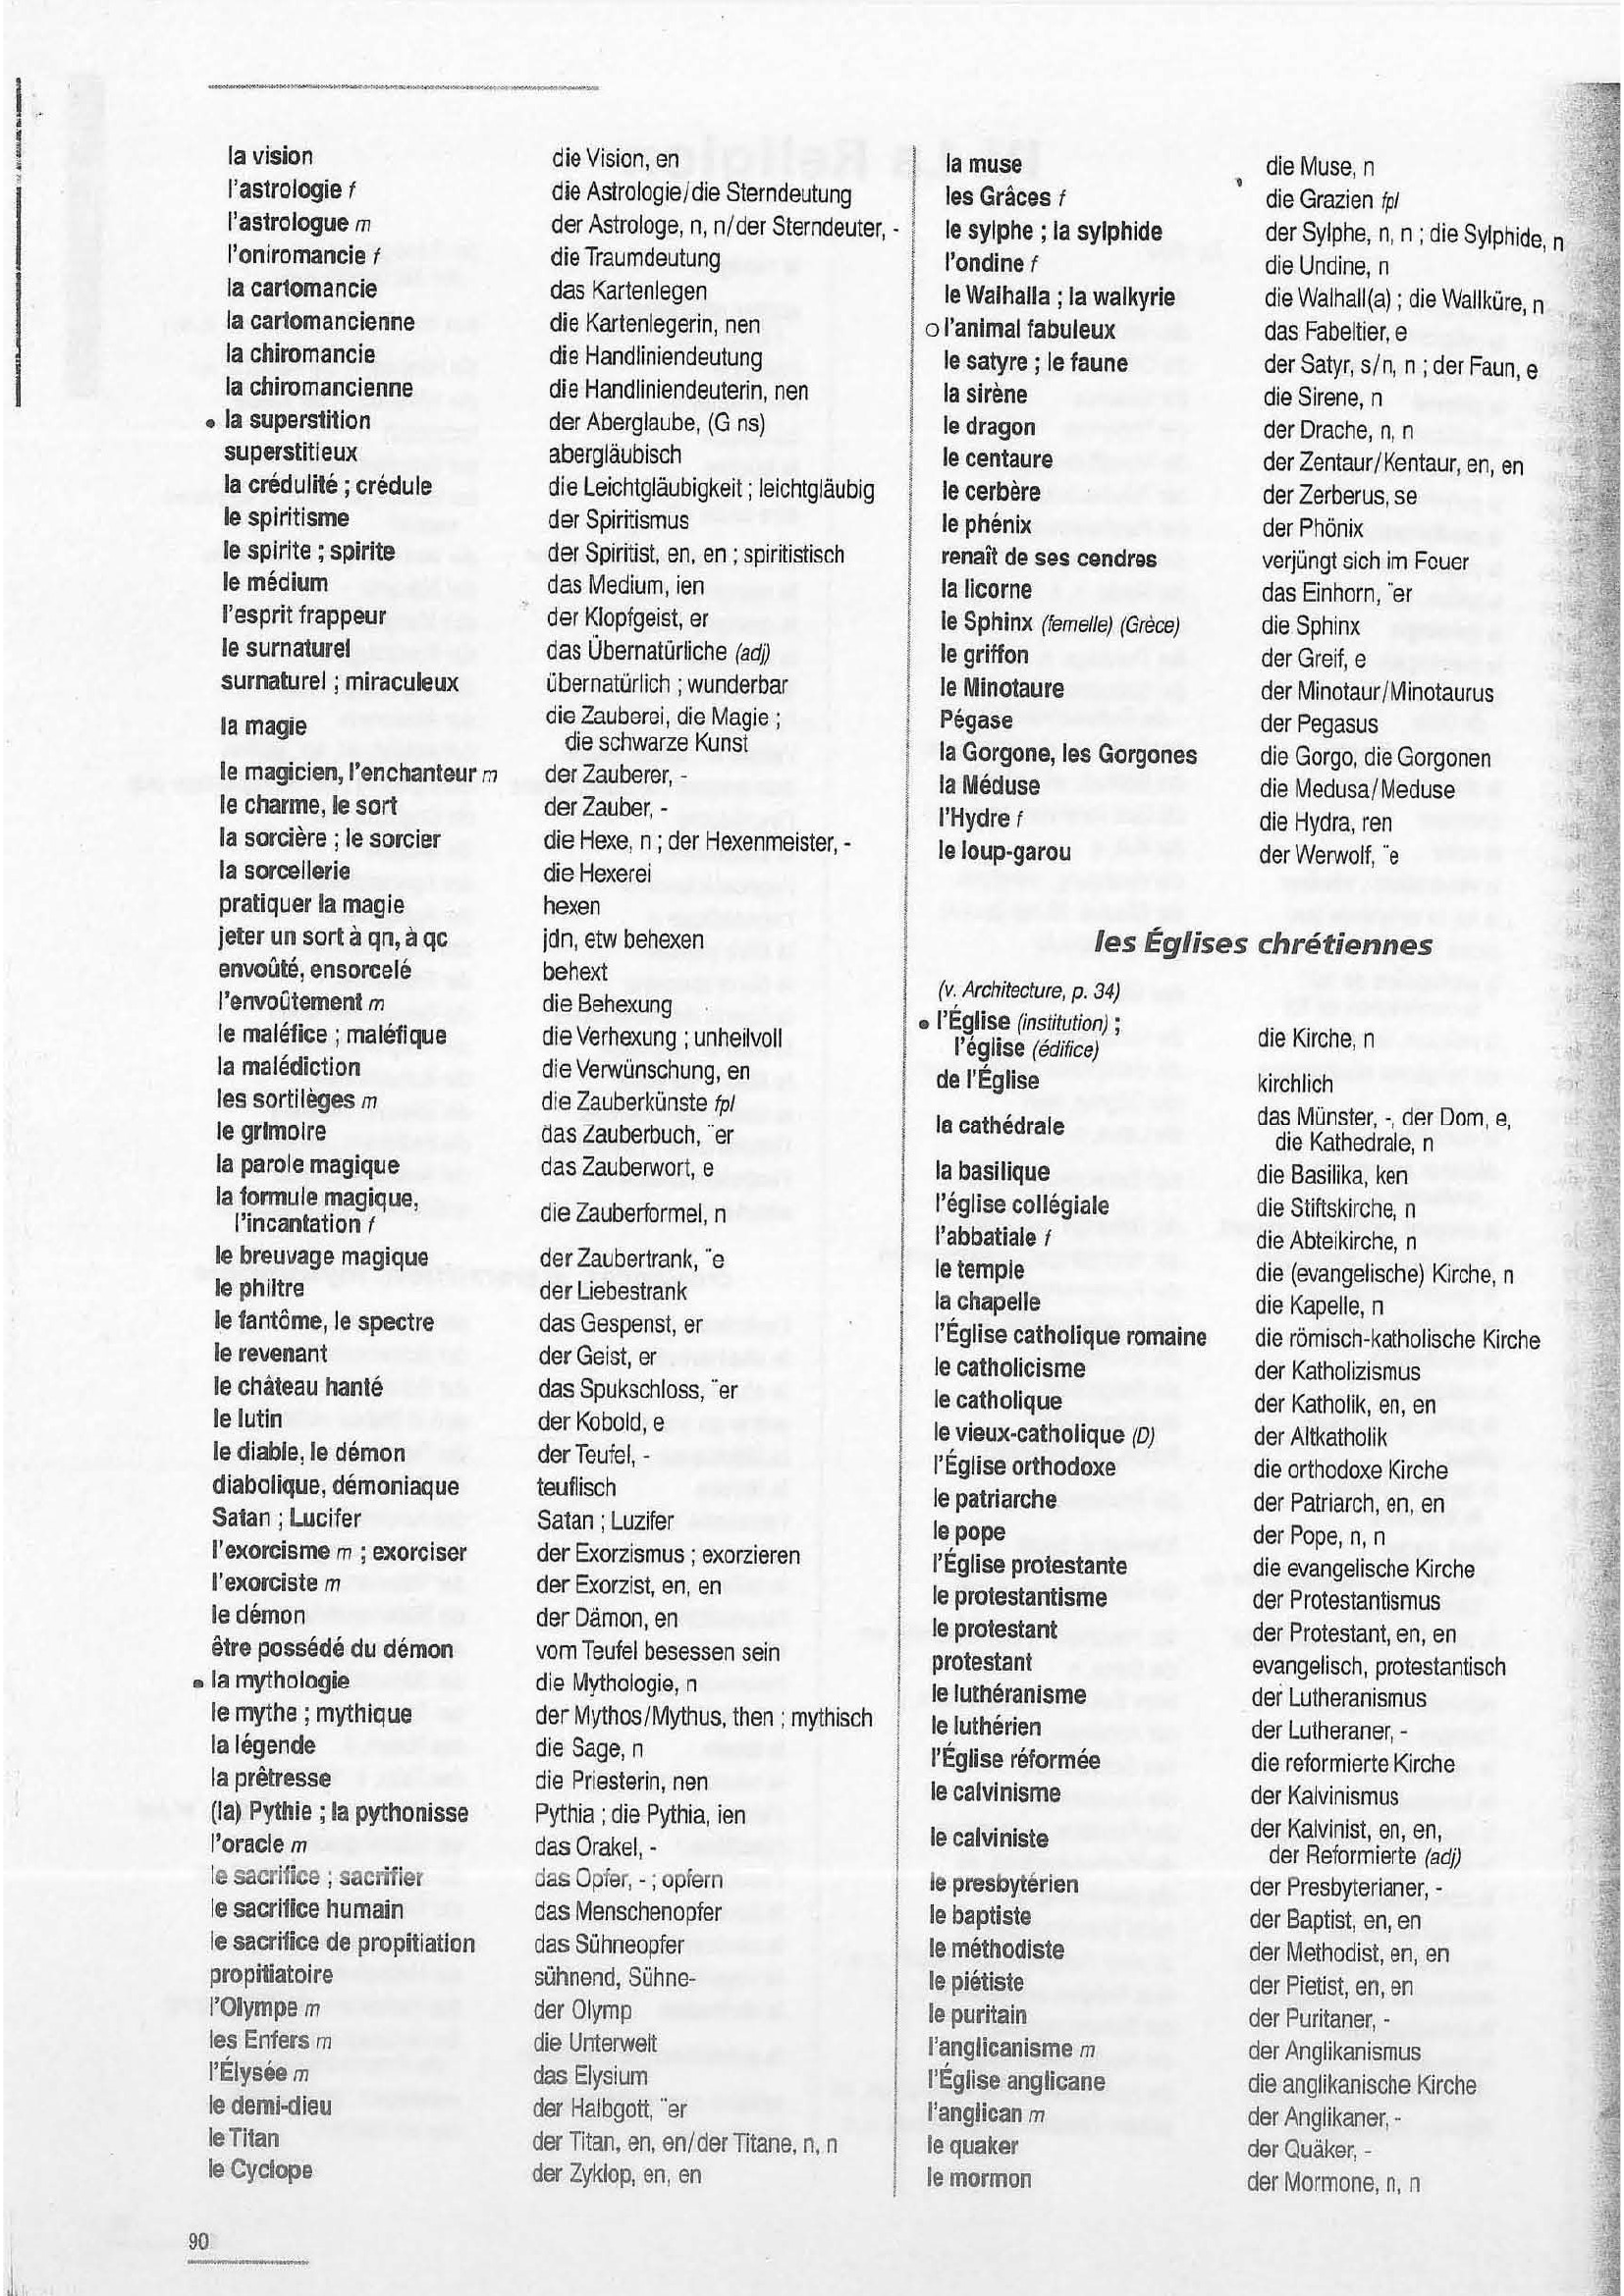 la vision die Vision, en
l'astrologie f die Astrologie/die Sterndeutung
l'astrologue m der Astrologe, n, n/der Sterndeuter, -
l'oniromancie f die Traumdeutung
la cartomancie das Kartenlegen
la cartomancienne die Kartenlegerin, nen
la chiromancie die Handliniendeutung
la chiromancienne die Handliniendeuterin, nen
• la superstition der Aberglaube, (G ns)
superstitieux abergläubisch
la crédulité ; crédule die Leichtgläubigkeit ; leichtgläubig
le spiritisme der Spiritismus
le spirite ; spirite der Spiritist, en, en ; spiritistisch
le médium das Medium, ien
l'esprit frappeur der Klopfgeist, er
le surnaturel das Übernatürliche (adj)
surnaturel ; miraculeux übernatürlich ; wunderbar
la magie die Zauberei, die Magie ;
die schwarze Kunst
le magicien, l'enchanteur m der Zauberer, -
le charme, le sort der Zauber, -
la sorcière ; le sorcier die Hexe, n ; der Hexenmeister, -
la sorcellerie die Hexerei
pratiquer la magie hexen
jeter un sort à qn, à qc jdn, etw behexen
envoûté, ensorcelé behext
l'envoûtement m die Behexung
le maléfice ; maléfique die Verhexung ; unheilvoll
la malédiction die Verwünschung, en
les sortilèges m die Zauberkünste fpl
le grimoire das Zauberbuch, ¨er
la parole magique das Zauberwort, e
la formule magique,
l'incantation f die Zauberformel, n
le breuvage magique der Zaubertrank, ¨e
le philtre der Liebestrank
le fantôme, le spectre das Gespenst, er
le revenant der Geist, er
le château hanté das Spukschloss, ¨er
le lutin der Kobold, e
le diable, le démon der Teufel, -
diabolique, démoniaque teuflisch
Satan ; Lucifer Satan ; Luzifer
l'exorcisme m ; exorciser der Exorzismus ; exorzieren
l'exorciste m der Exorzist, en, en
le démon der Dämon, en
être possédé du démon vom Teufel besessen sein
• la mythologie die Mythologie, n
le mythe ; mythique der Mythos/Mythus, then ; mythisch
la légende die Sage, n
la prêtresse die Priesterin, nen
(la) Pythie ; la pythonisse Pythia ; die Pythia, ien
l'oracle m das Orakel, -
le sacrifice ; sacrifier das Opfer, - ; opfern
le sacrifice humain das Menschenopfer
le sacrifice de propitiation das Sühneopfer
propitiatoire sühnend, Sühne-
l'Olympe m der Olymp
les Enfers m die Unterwelt
l'Élysée m das Elysium
le demi-dieu der Halbgott, ¨er
le Titan der Titan, en, en/der Titane, n, n
le Cyclope der Zyklop, en, en
90
la muse die Muse, n
les Grâces f die Grazien fpl
le sylphe ; la sylphide der Sylphe, n, n ; die Sylphide, n
l'ondine f die Undine, n
le Walhalla ; la walkyrie die Walhall(a) ; die Wallküre, n
o l'animal fabuleux das Fabeltier, e
le satyre ; le faune der Satyr, s/n, n ; der Faun, e
la sirène die Sirene, n
le dragon der Drache, n, n
le centaure der Zentaur/Kentaur, en, en
le cerbère der Zerberus, se
le phénix der Phönix
renaît de ses cendres verjüngt sich im Feuer
la licorne das Einhorn, ¨er
le Sphinx (femelle) (Grèce) die Sphinx
le griffon der Greif, e
le Minotaure der Minotaur/Minotaurus
Pégase der Pegasus
la Gorgone, les Gorgones die Gorgo, die Gorgonen
la Méduse die Medusa/Meduse
l'Hydre f die Hydra, ren
le loup-garou der Werwolf, ¨e
les Églises chrétiennes
(v. Architecture, p. 34)
• l'Église (institution) ;
l'église (édifice) die Kirche, n
de l'Église kirchlich
la cathédrale das Münster, -, der Dom, e,
die Kathedrale, n
la basilique die Basilika, ken
l'église collégiale die Stiftskirche, n
l'abbatiale f die Abteikirche, n
le temple die (evangelische) Kirche, n
la chapelle die Kapelle, n
l'Église catholique romaine die römisch-katholische Kirche
le catholicisme der Katholizismus
le catholique der Katholik, en, en
le vieux-catholique (D) der Altkatholik
l'Église orthodoxe die orthodoxe Kirche
le patriarche der Patriarch, en, en
le pope der Pope, n, n
l'Église protestante die evangelische Kirche
le protestantisme der Protestantismus
le protestant der Protestant, en, en
protestant evangelisch, protestantisch
le luthéranisme der Lutheranismus
le luthérien der Lutheraner, -
l'Église réformée die reformierte Kirche
le calvinisme der Kalvinismus
le calviniste der Kalvinist, en, en,
der Reformierte (adj)
le presbytérien der Presbyterianer, -
le baptiste der Baptist, en, en
le méthodiste der Methodist, en, en
le piétiste der Pietist, en, en
le puritain der Puritaner, -
l'anglicanisme m der Anglikanismus
l'Église anglicane die anglikanische Kirche
l'anglican m der Anglikaner, -
le quaker der Quäker, -
le mormon der Mormone, n, n